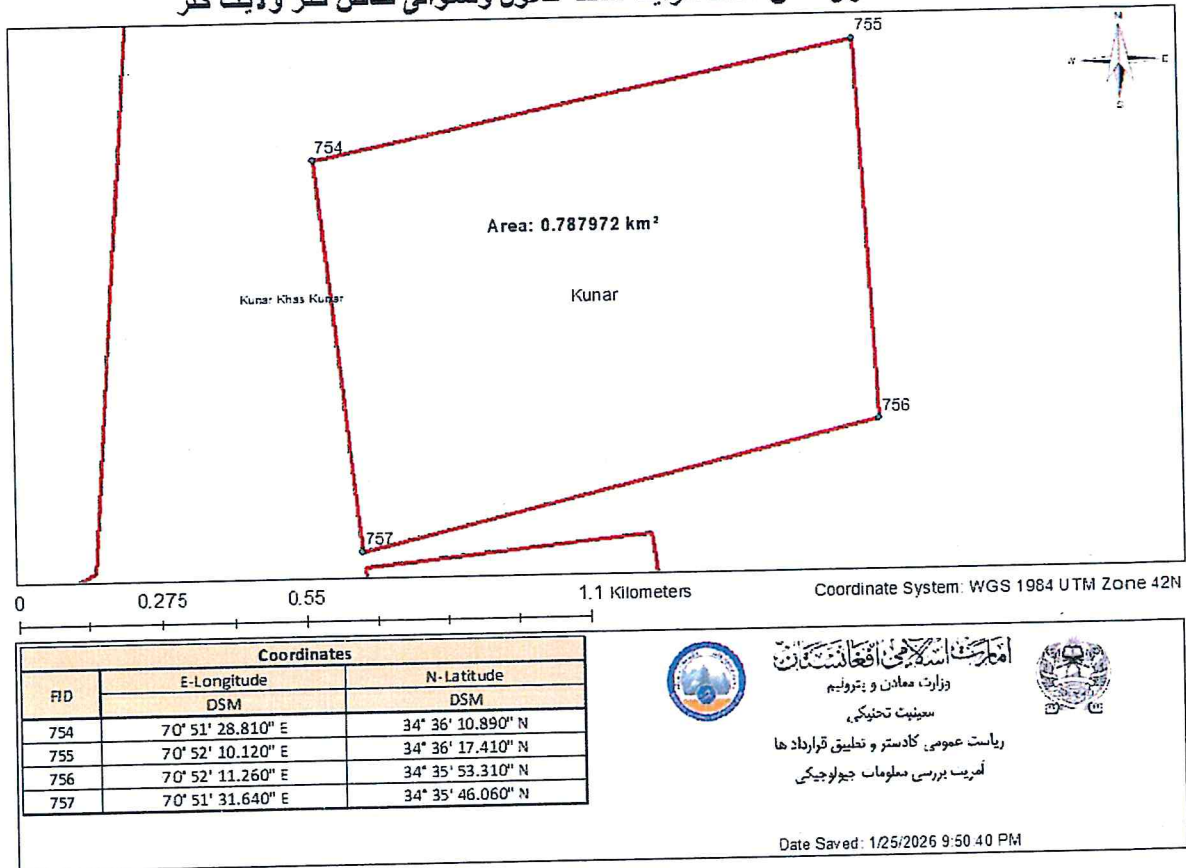 خاص کنر ولایت کنر
755
N
W
E
754
Area: 0.787972 km²
Kunar Khas Kunar
Kunar
756
757
0 0.275 0.55 1.1 Kilometers
Coordinate System: WGS 1984 UTM Zone 42N
Coordinates
FID E-Longitude N-Latitude
DSM DSM
754 70° 51' 28.810" E 34° 36' 10.890" N
755 70° 52' 10.120" E 34° 36' 17.410" N
756 70° 52' 11.260" E 34° 35' 53.310" N
757 70° 51' 31.640" E 34° 35' 46.060" N
امارت اسلامی افغانستان
وزارت معادن و پترولیم
معینیت تخنیکی
ریاست عمومی کادستر و تطبیق قرارداد ها
آمریت بررسی معلومات جیولوجیکی
Date Saved: 1/25/2026 9:50:40 PM